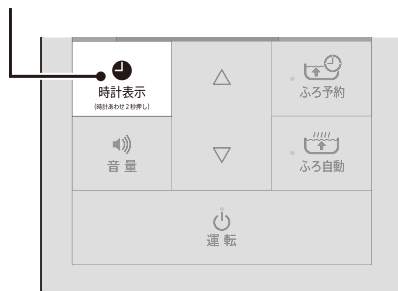 時計表示
(時計あわせ2秒押し)
ふろ予約
音量
ふろ自動
運転